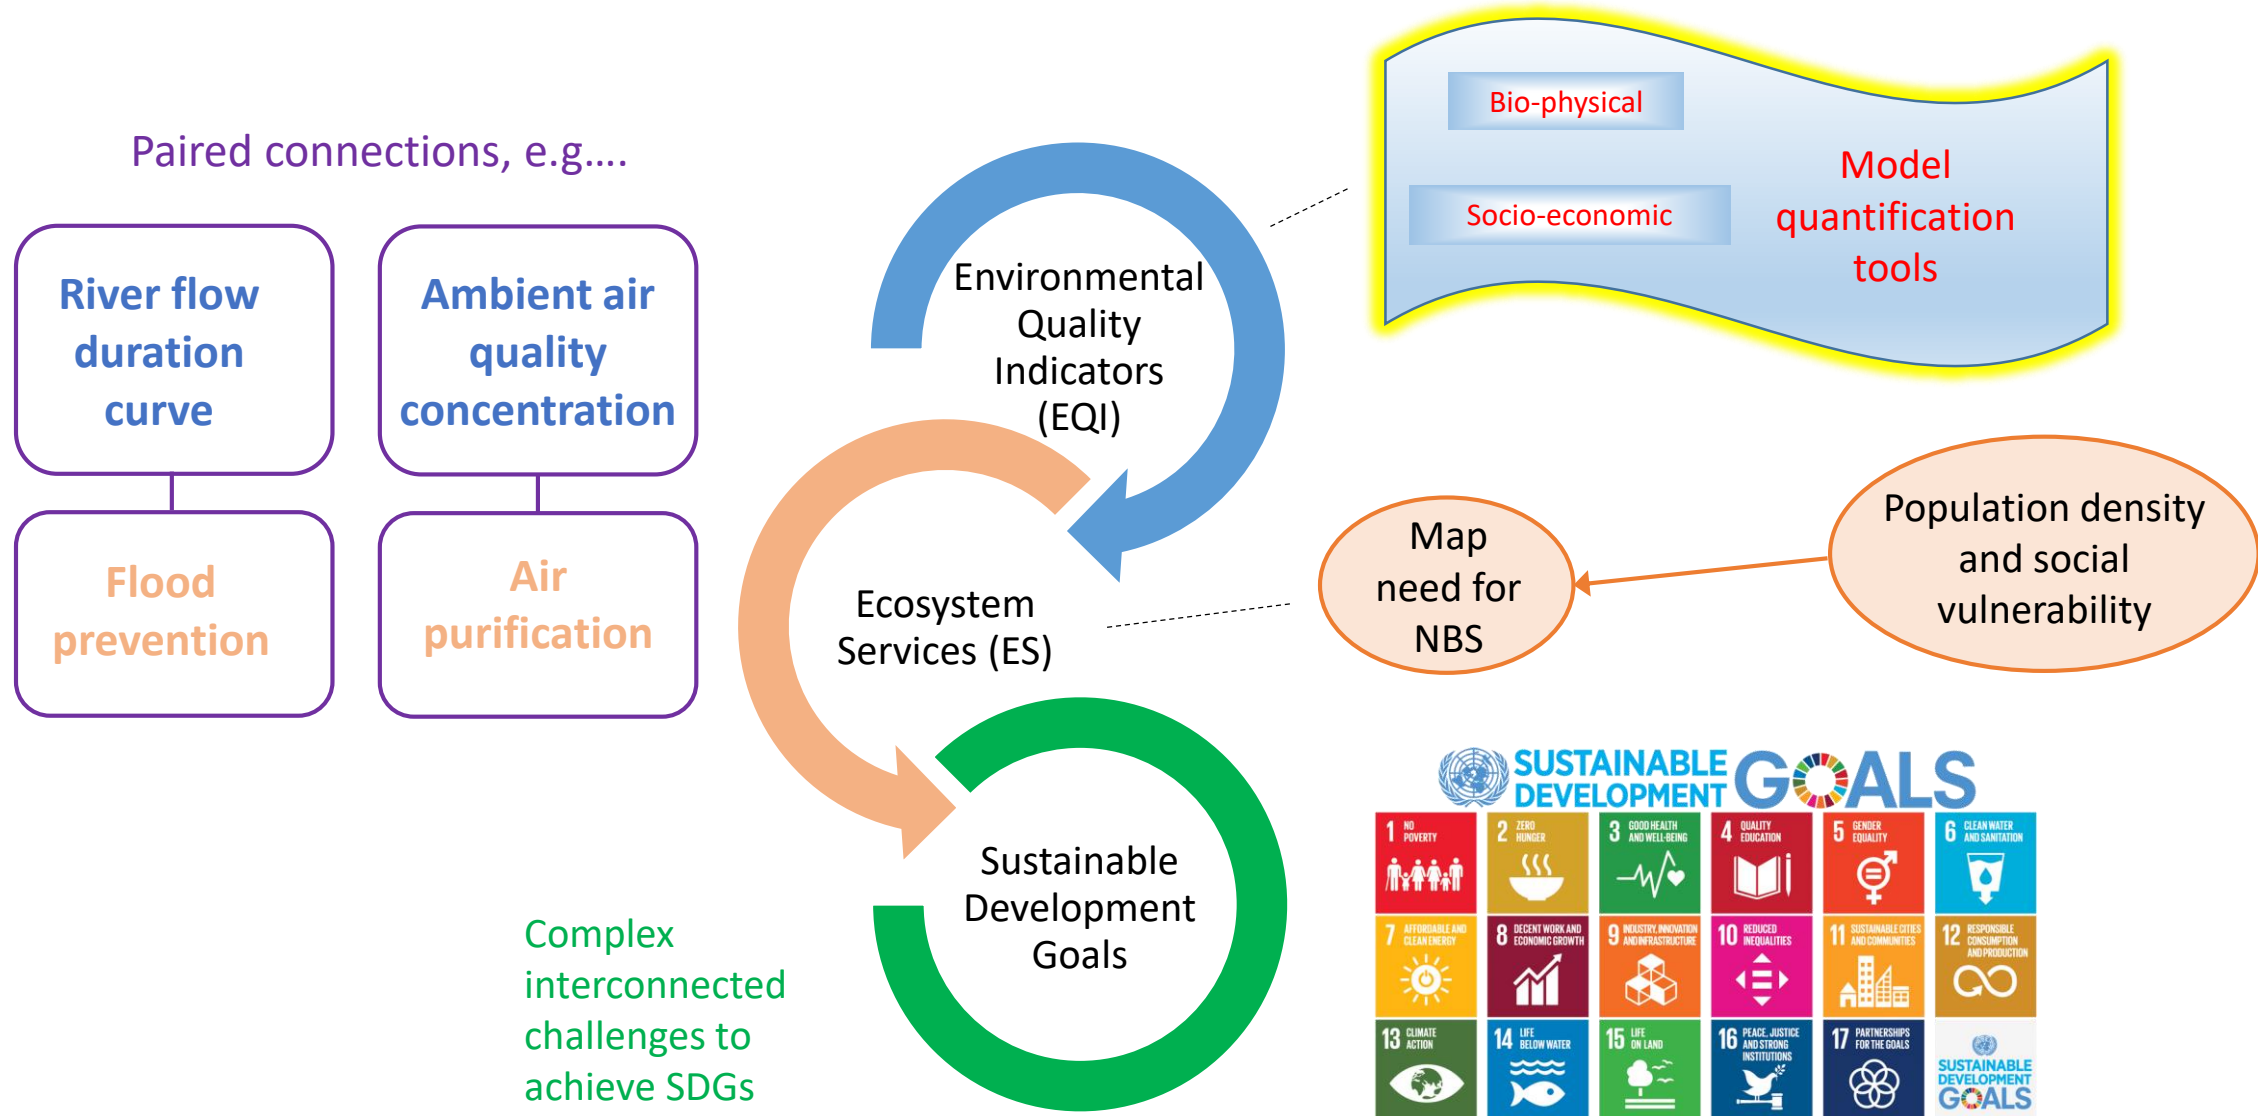 Paired connections, e.g....
River flow
duration
curve
Ambient air
quality
concentration
Flood
prevention
Air
purification
Environmental
Quality
Indicators
(EQI)
Ecosystem
Services (ES)
Sustainable
Development
Goals
Complex
interconnected
challenges to
achieve SDGs
Bio-physical
Socio-economic
Model
quantification
tools
Map
need for
NBS
Population density
and social
vulnerability
SUSTAINABLE
DEVELOPMENT
GOALS
1 NO
POVERTY
2 ZERO
HUNGER
3 GOOD HEALTH
AND WELL-BEING
4 QUALITY
EDUCATION
5 GENDER
EQUALITY
6 CLEAN WATER
AND SANITATION
7 AFFORDABLE AND
CLEAN ENERGY
8 DECENT WORK AND
ECONOMIC GROWTH
9 INDUSTRY, INNOVATION
AND INFRASTRUCTURE
10 REDUCED
INEQUALITIES
11 SUSTAINABLE CITIES
AND COMMUNITIES
12 RESPONSIBLE
CONSUMPTION
AND PRODUCTION
13 CLIMATE
ACTION
14 LIFE
BELOW WATER
15 LIFE
ON LAND
16 PEACE, JUSTICE
AND STRONG
INSTITUTIONS
17 PARTNERSHIPS
FOR THE GOALS
SUSTAINABLE
DEVELOPMENT
GOALS